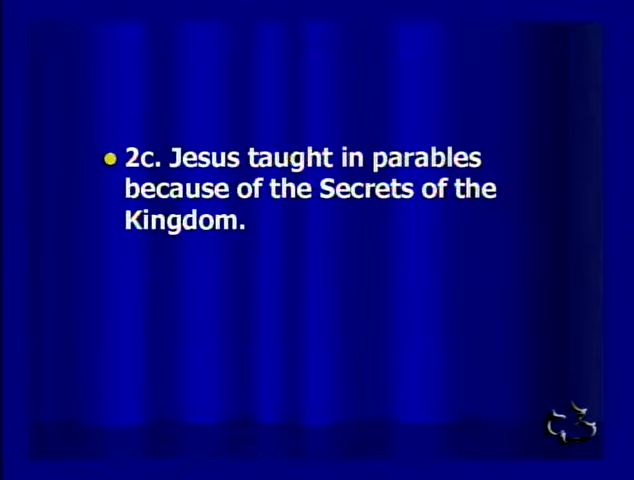 2c. Jesus taught in parables
because of the Secrets of the
Kingdom.